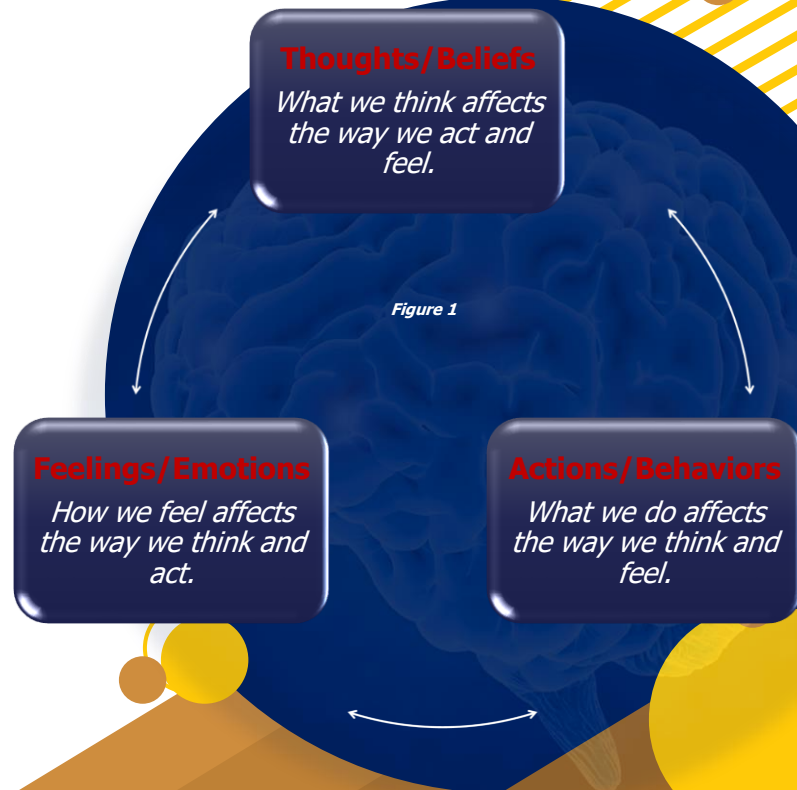 Thoughts/Beliefs
What we think affects
the way we act and
feel.
Figure 1
Feelings/Emotions
How we feel affects
the way we think and
act.
Actions/Behaviors
What we do affects
the way we think and
feel.